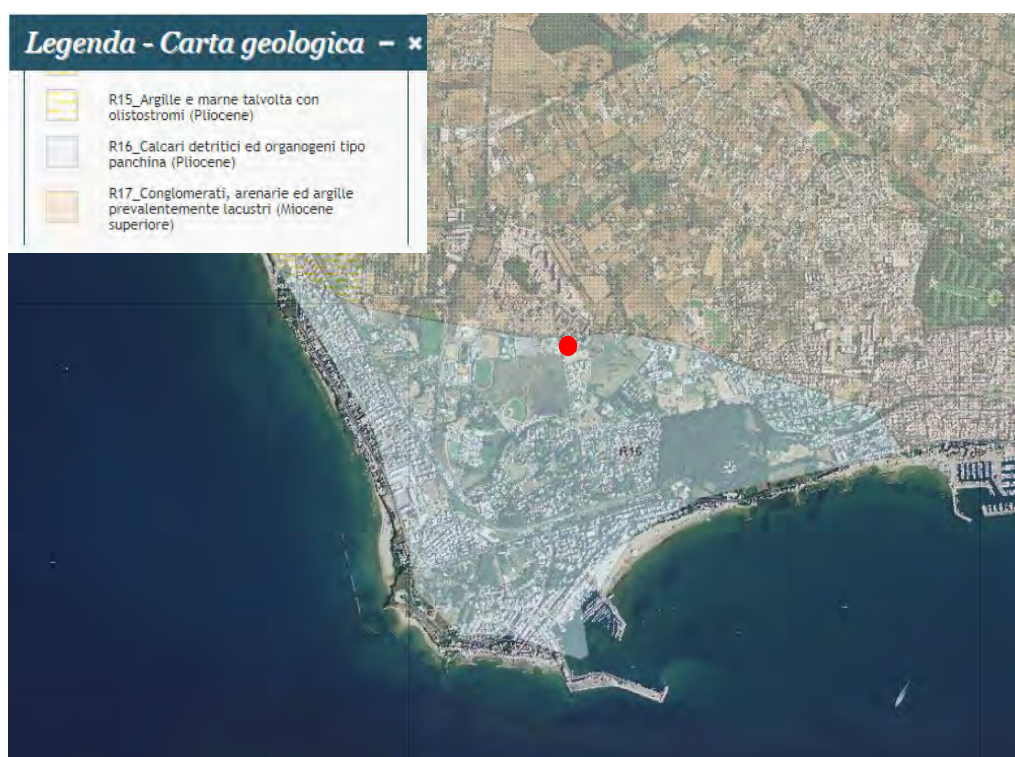 Legenda - Carta geologica
R15_Argille e marne talvolta con
olistostromi (Pliocene)
R16_Calcari detritici ed organogeni tipo
panchina (Pliocene)
R17_Conglomerati, arenarie ed argille
prevalentemente lacustri (Miocene
superiore)
R16